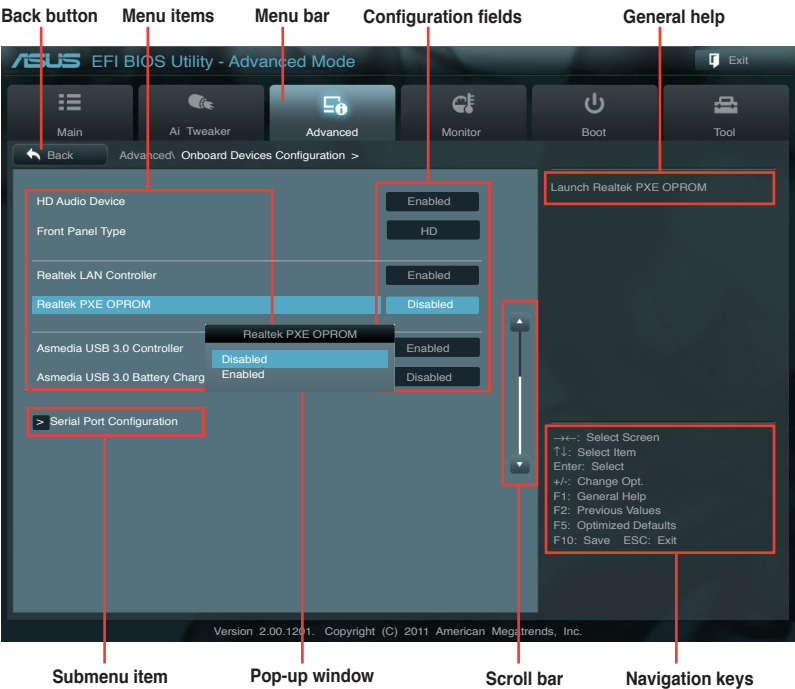 Back button Menu items Menu bar Configuration fields General help
ASUS EFI BIOS Utility - Advanced Mode Exit
Main Ai Tweaker Advanced Monitor Boot Tool
Back Advanced\ Onboard Devices Configuration >
Launch Realtek PXE OPROM
HD Audio Device Enabled
Front Panel Type HD
Realtek LAN Controller Enabled
Realtek PXE OPROM Disabled
Realtek PXE OPROM
Disabled
Enabled
Asmedia USB 3.0 Controller Enabled
Asmedia USB 3.0 Battery Charg Disabled
> Serial Port Configuration
→←: Select Screen
↑↓: Select Item
Enter: Select
+/-: Change Opt.
F1: General Help
F2: Previous Values
F5: Optimized Defaults
F10: Save ESC: Exit
Version 2.00.1201. Copyright (C) 2011 American Megatrends, Inc.
Submenu item Pop-up window Scroll bar Navigation keys